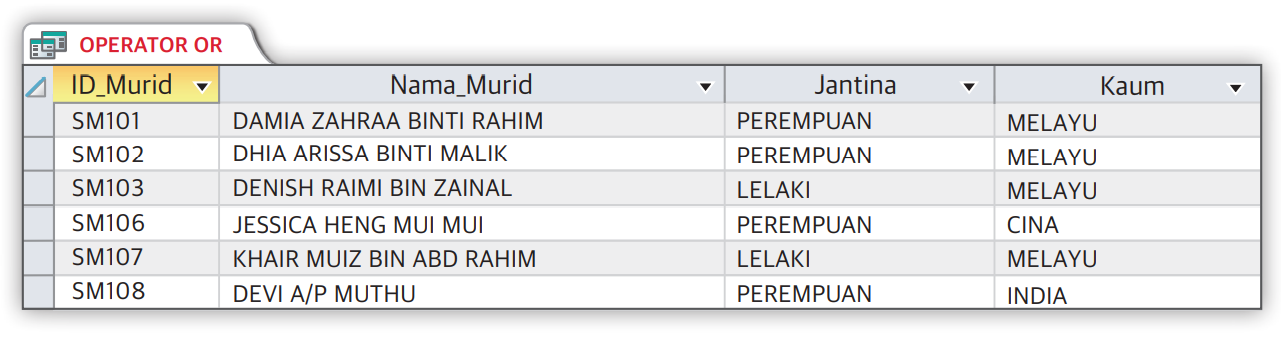 OPERATOR OR
ID_Murid Nama_Murid Jantina Kaum
SM101 DAMIA ZAHRAA BINTI RAHIM PEREMPUAN MELAYU
SM102 DHIA ARISSA BINTI MALIK PEREMPUAN MELAYU
SM103 DENISH RAIMI BIN ZAINAL LELAKI MELAYU
SM106 JESSICA HENG MUI MUI PEREMPUAN CINA
SM107 KHAIR MUIZ BIN ABD RAHIM LELAKI MELAYU
SM108 DEVI A/P MUTHU PEREMPUAN INDIA